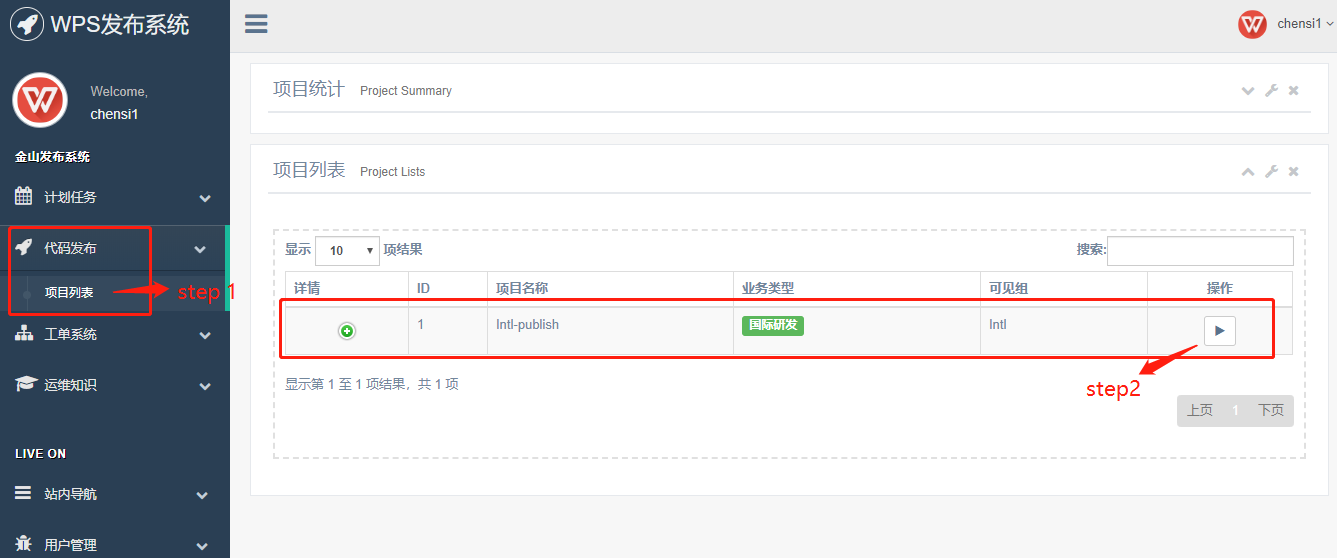 WPS发布系统
chensi1
Welcome,
chensi1
金山发布系统
计划任务
代码发布
项目列表
step 1
工单系统
运维知识
LIVE ON
站内导航
用户管理
项目统计 Project Summary
项目列表 Project Lists
显示 10 项结果
搜索:
详情 ID 项目名称 业务类型 可见组 操作
1 Intl-publish 国际研发 Intl
显示第 1 至 1 项结果，共 1 项
step2
上页 1 下页